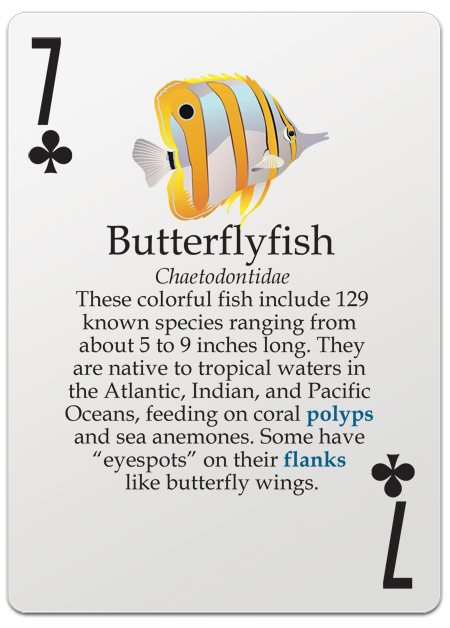 7
Butterflyfish
Chaetodontidae
These colorful fish include 129
known species ranging from
about 5 to 9 inches long. They
are native to tropical waters in
the Atlantic, Indian, and Pacific
Oceans, feeding on coral polyps
and sea anemones. Some have
“eyespots” on their flanks
like butterfly wings.
7